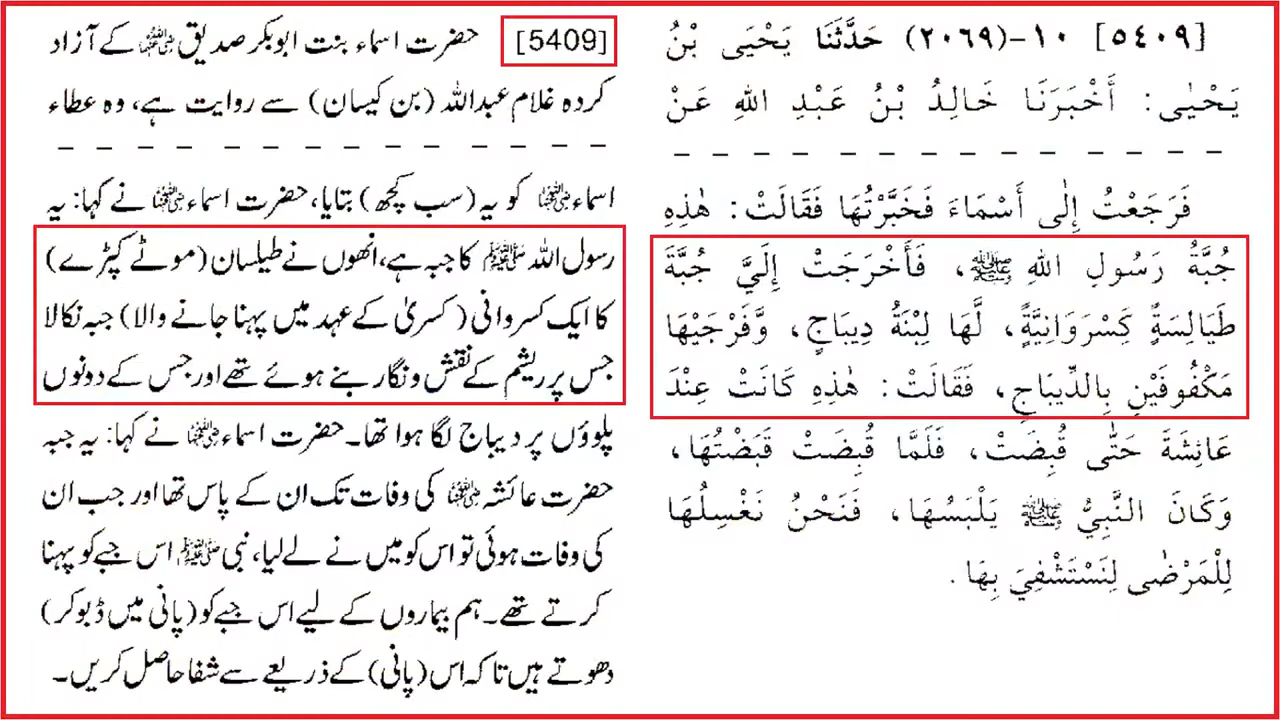 [٥٤٠٩] ١٠-(٢٠٦٩) حَدَّثَنَا يَحْيَى بْنُ
يَحْيٰى: أَخْبَرَنَا خَالِدُ بْنُ عَبْدِ اللهِ عَنْ
فَرَجَعْتُ إِلٰى أَسْمَاءَ فَخَبَّرْتُهَا فَقَالَتْ: هٰذِهِ
جُبَّةُ رَسُولِ اللهِ ﷺ، فَأَخْرَجَتْ إِلَيَّ جُبَّةَ
طَيَالِسَةٍ كِسْرَوَانِيَّةٍ، لَّهَا لِبْنَةُ دِيبَاجٍ، وَّفَرْجَيْهَا
مَكْفُوفَيْنِ بِالدِّيبَاجِ، فَقَالَتْ: هٰذِهِ كَانَتْ عِنْدَ
عَائِشَةَ حَتّٰى قُبِضَتْ، فَلَمَّا قُبِضَتْ قَبَضْتُهَا،
وَكَانَ النَّبِيُّ ﷺ يَلْبَسُهَا، فَنَحْنُ نَغْسِلُهَا
لِلْمَرْضٰى لِنَسْتَشْفِيَ بِهَا.
[5409] حضرت اسماء بنت ابوبکر صدیق رضی اللہ عنہا کے آزاد
کردہ غلام عبداللہ (بن کیسان) سے روایت ہے، وہ عطاء
اسماء رضی اللہ عنہا کو یہ (سب کچھ) بتایا، حضرت اسماء رضی اللہ عنہا نے کہا: یہ
رسول اللہ ﷺ کا جبہ ہے، انھوں نے طیلسان (موٹے کپڑے)
کا ایک کسروانی (کسریٰ کے عہد میں پہنا جانے والا) جبہ نکالا
جس پر ریشم کے نقش و نگار بنے ہوئے تھے اور جس کے دونوں
پلوؤں پر دیباج لگا ہوا تھا۔ حضرت اسماء رضی اللہ عنہا نے کہا: یہ جبہ
حضرت عائشہ رضی اللہ عنہا کی وفات تک ان کے پاس تھا اور جب ان
کی وفات ہوئی تو اس کو میں نے لے لیا، نبی ﷺ اس جبے کو پہنا
کرتے تھے۔ ہم بیماروں کے لیے اس جبے کو (پانی میں ڈبو کر)
دھوتے ہیں تاکہ اس (پانی) کے ذریعے سے شفا حاصل کریں۔